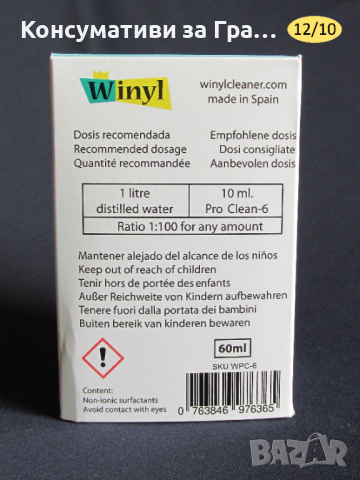 Консумативи за Гра...
12/10
Winyl
winylcleaner.com
made in Spain
Dosis recomendada
Recommended dosage
Quantité recommandée
Empfohlene dosis
Dosi consigliate
Aanbevolen dosis
1 litre
distilled water
10 ml.
Pro Clean-6
Ratio 1:100 for any amount
Mantener alejado del alcance de los niños
Keep out of reach of children
Tenir hors de portée des enfants
Außer Reichweite von Kindern aufbewahren
Tenere fuori dalla portata dei bambini
Buiten bereik van kinderen bewaren
60ml
SKU WPC-6
Content:
Non-ionic surfactants
Avoid contact with eyes
0 763846 976365
BAZAR